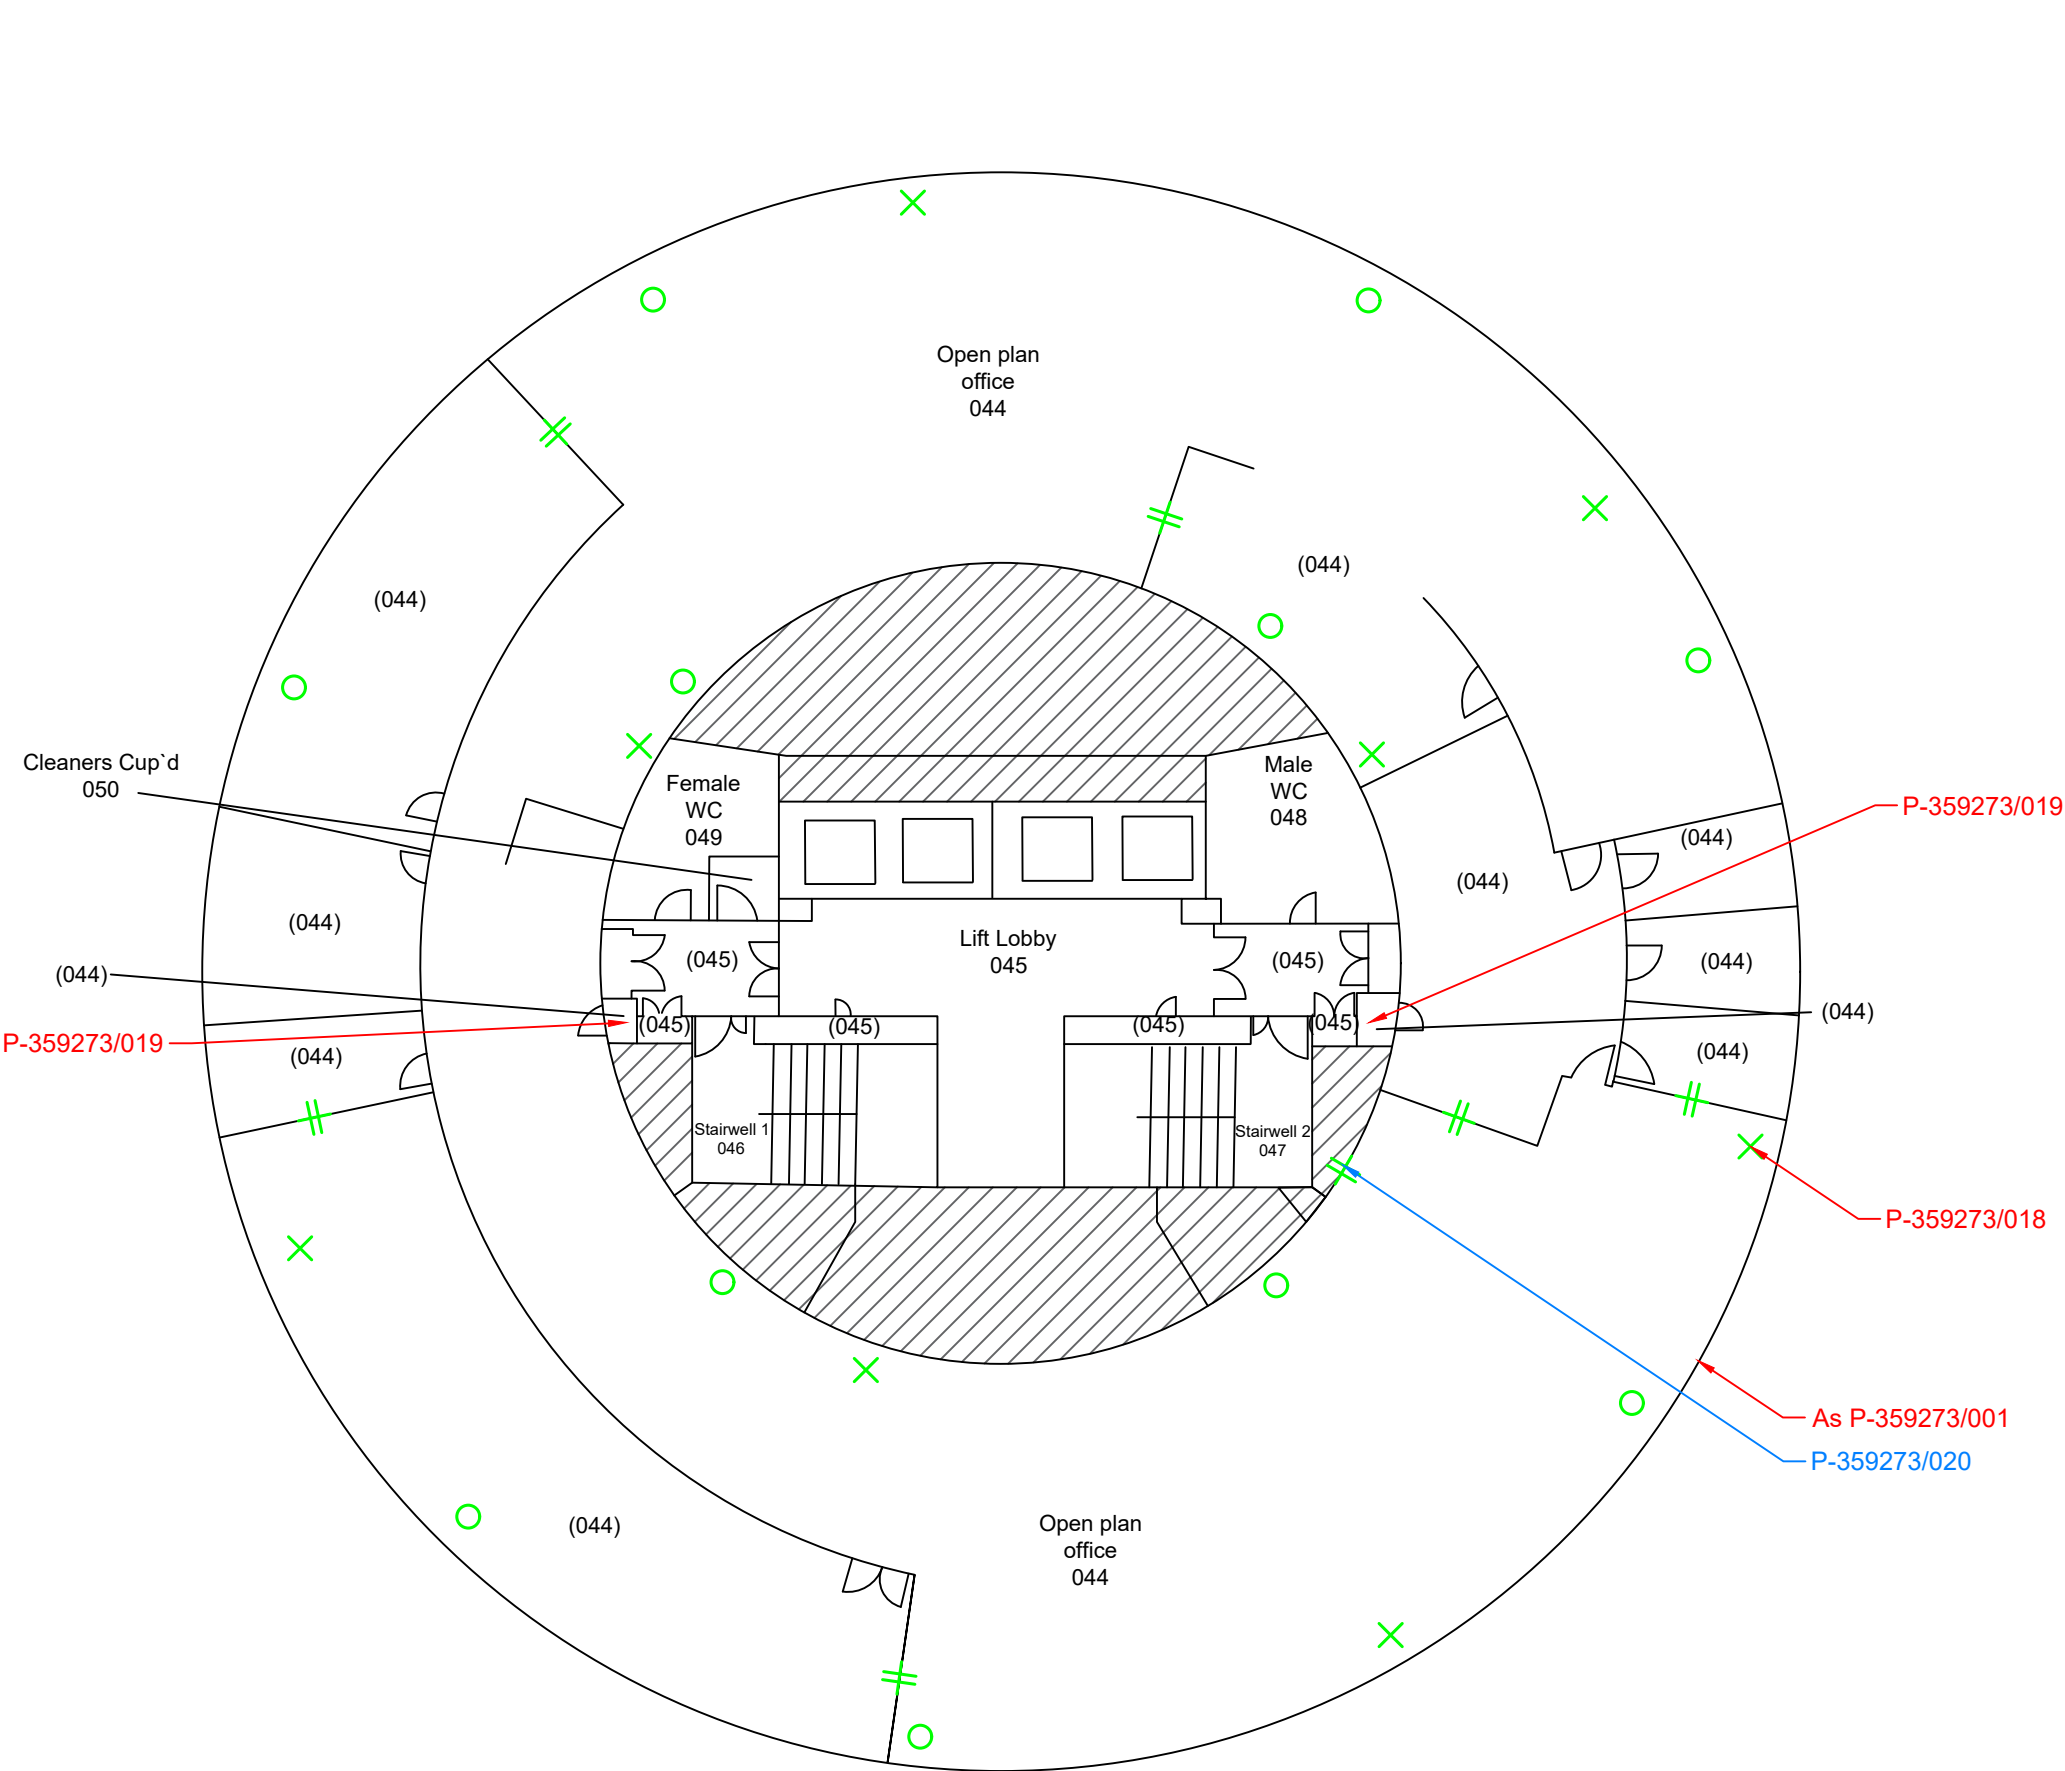 Open plan
office
044
(044)
(044)
Cleaners Cup`d
050
Female
WC
049
Male
WC
048
P-359273/019
(044)
(044)
(044)
Lift Lobby
045
(045)
(045)
(044)
(044)
(044)
(045)
(045)
(045)
(045)
(044)
P-359273/019
(044)
(044)
Stairwell 1
046
Stairwell 2
047
P-359273/018
As P-359273/001
P-359273/020
(044)
Open plan
office
044